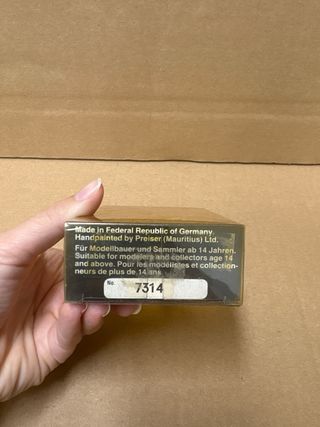 Made in Federal Republic of Germany.
Handpainted by Preiser (Mauritius) Ltd.
Für Modellbauer und Sammler ab 14 Jahren.
Suitable for modelers and collectors age 14
and above. Pour les modélistes et collection-
neurs de plus de 14 ans.
No. 7314